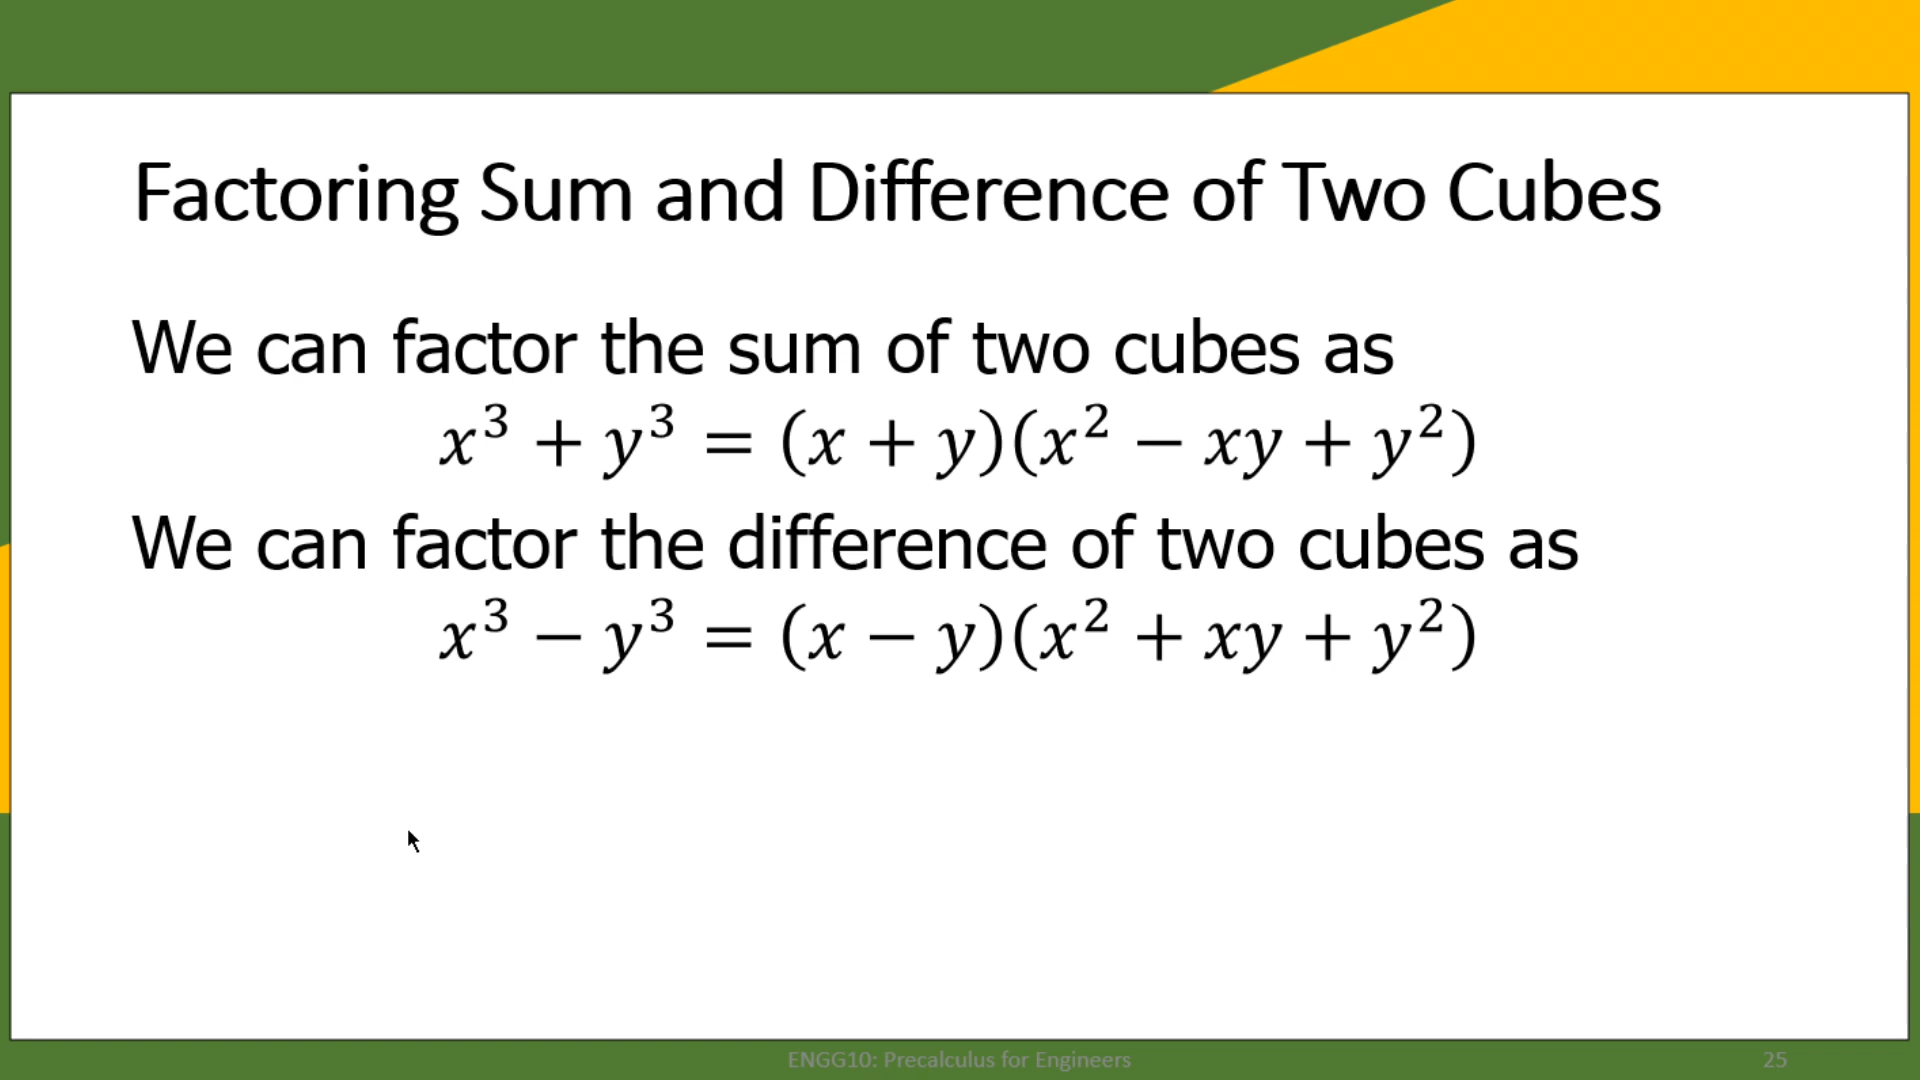 Factoring Sum and Difference of Two Cubes
We can factor the sum of two cubes as
x³ + y³ = (x + y)(x² − xy + y²)
We can factor the difference of two cubes as
x³ − y³ = (x − y)(x² + xy + y²)
ENGG10: Precalculus for Engineers
25